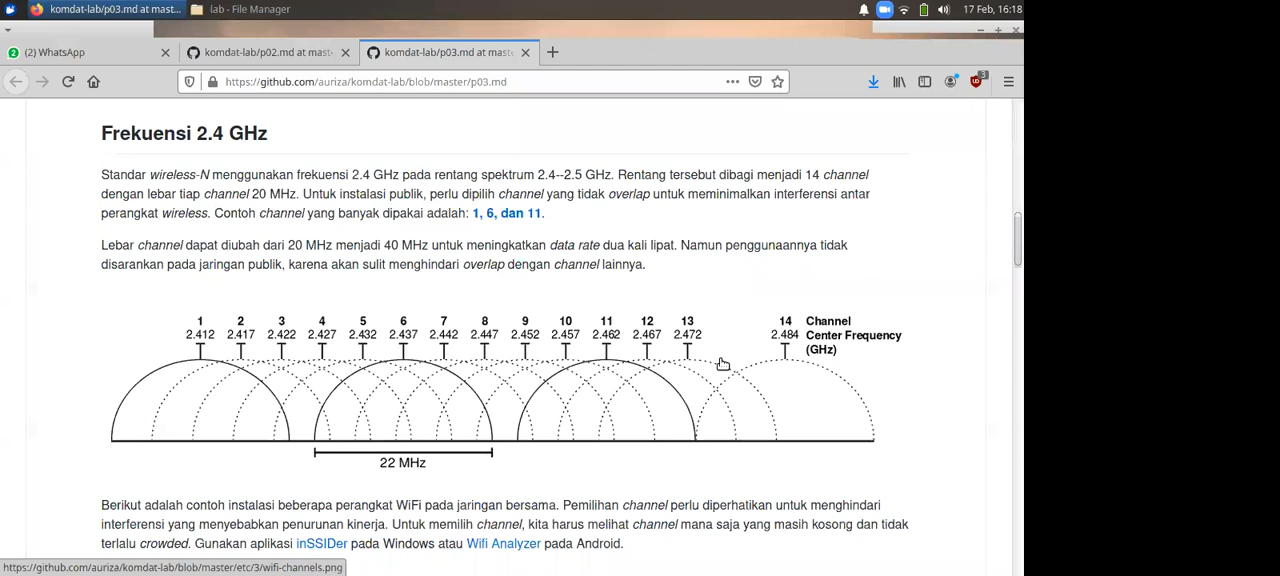 komdat-lab/p03.md at mast...
lab - File Manager
17 Feb, 16:18
(2) WhatsApp
komdat-lab/p02.md at mast
komdat-lab/p03.md at mast
https://github.com/auriza/komdat-lab/blob/master/p03.md
3
Frekuensi 2.4 GHz
Standar wireless-N menggunakan frekuensi 2.4 GHz pada rentang spektrum 2.4--2.5 GHz. Rentang tersebut dibagi menjadi 14 channel
dengan lebar tiap channel 20 MHz. Untuk instalasi publik, perlu dipilih channel yang tidak overlap untuk meminimalkan interferensi antar
perangkat wireless. Contoh channel yang banyak dipakai adalah: 1, 6, dan 11.
Lebar channel dapat diubah dari 20 MHz menjadi 40 MHz untuk meningkatkan data rate dua kali lipat. Namun penggunaannya tidak
disarankan pada jaringan publik, karena akan sulit menghindari overlap dengan channel lainnya.
1 2 3 4 5 6 7 8 9 10 11 12 13 14 Channel
2.412 2.417 2.422 2.427 2.432 2.437 2.442 2.447 2.452 2.457 2.462 2.467 2.472 2.484 Center Frequency
(GHz)
22 MHz
Berikut adalah contoh instalasi beberapa perangkat WiFi pada jaringan bersama. Pemilihan channel perlu diperhatikan untuk menghindari
interferensi yang menyebabkan penurunan kinerja. Untuk memilih channel, kita harus melihat channel mana saja yang masih kosong dan tidak
terlalu crowded. Gunakan aplikasi inSSIDer pada Windows atau Wifi Analyzer pada Android.
https://github.com/auriza/komdat-lab/blob/master/etc/3/wifi-channels.png